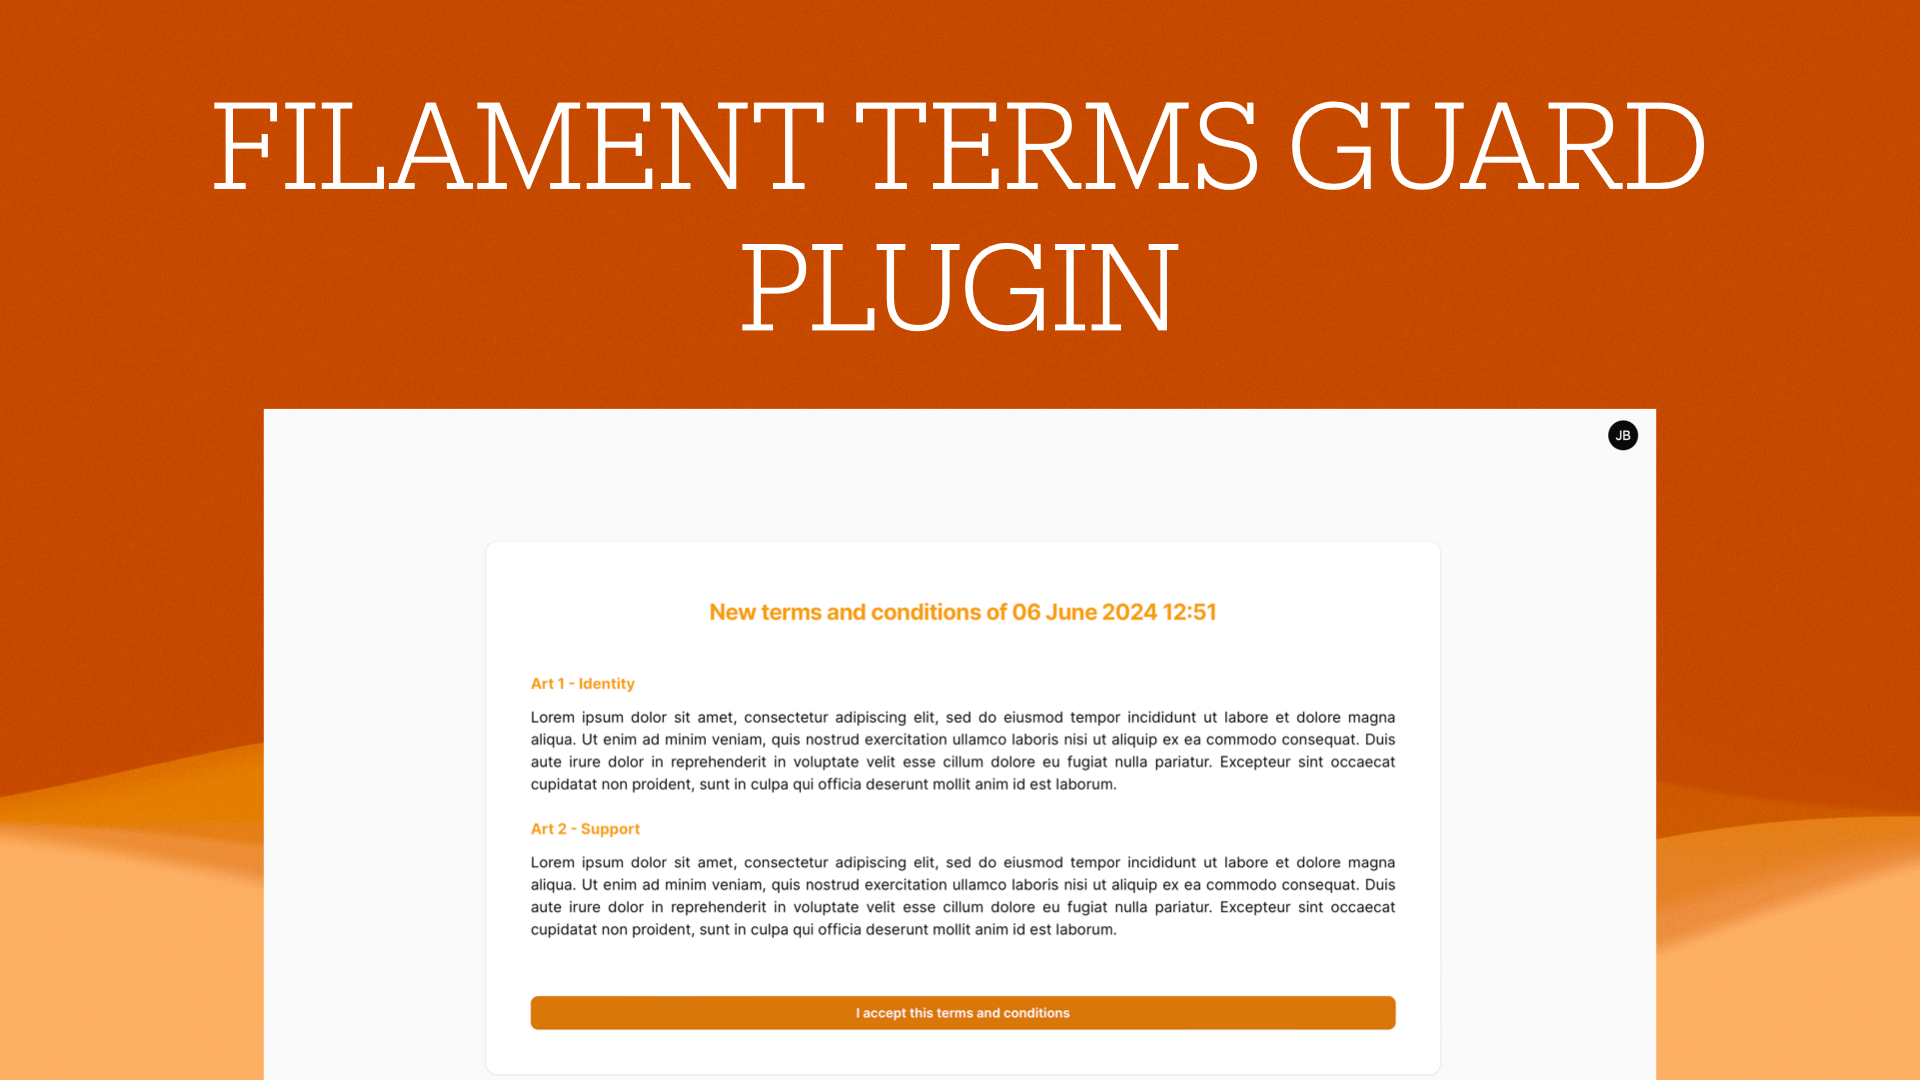 FILAMENT TERMS GUARD
PLUGIN
JB
New terms and conditions of 06 June 2024 12:51
Art 1 - Identity
Lorem ipsum dolor sit amet, consectetur adipiscing elit, sed do eiusmod tempor incididunt ut labore et dolore magna
aliqua. Ut enim ad minim veniam, quis nostrud exercitation ullamco laboris nisi ut aliquip ex ea commodo consequat. Duis
aute irure dolor in reprehenderit in voluptate velit esse cillum dolore eu fugiat nulla pariatur. Excepteur sint occaecat
cupidatat non proident, sunt in culpa qui officia deserunt mollit anim id est laborum.
Art 2 - Support
Lorem ipsum dolor sit amet, consectetur adipiscing elit, sed do eiusmod tempor incididunt ut labore et dolore magna
aliqua. Ut enim ad minim veniam, quis nostrud exercitation ullamco laboris nisi ut aliquip ex ea commodo consequat. Duis
aute irure dolor in reprehenderit in voluptate velit esse cillum dolore eu fugiat nulla pariatur. Excepteur sint occaecat
cupidatat non proident, sunt in culpa qui officia deserunt mollit anim id est laborum.
I accept this terms and conditions